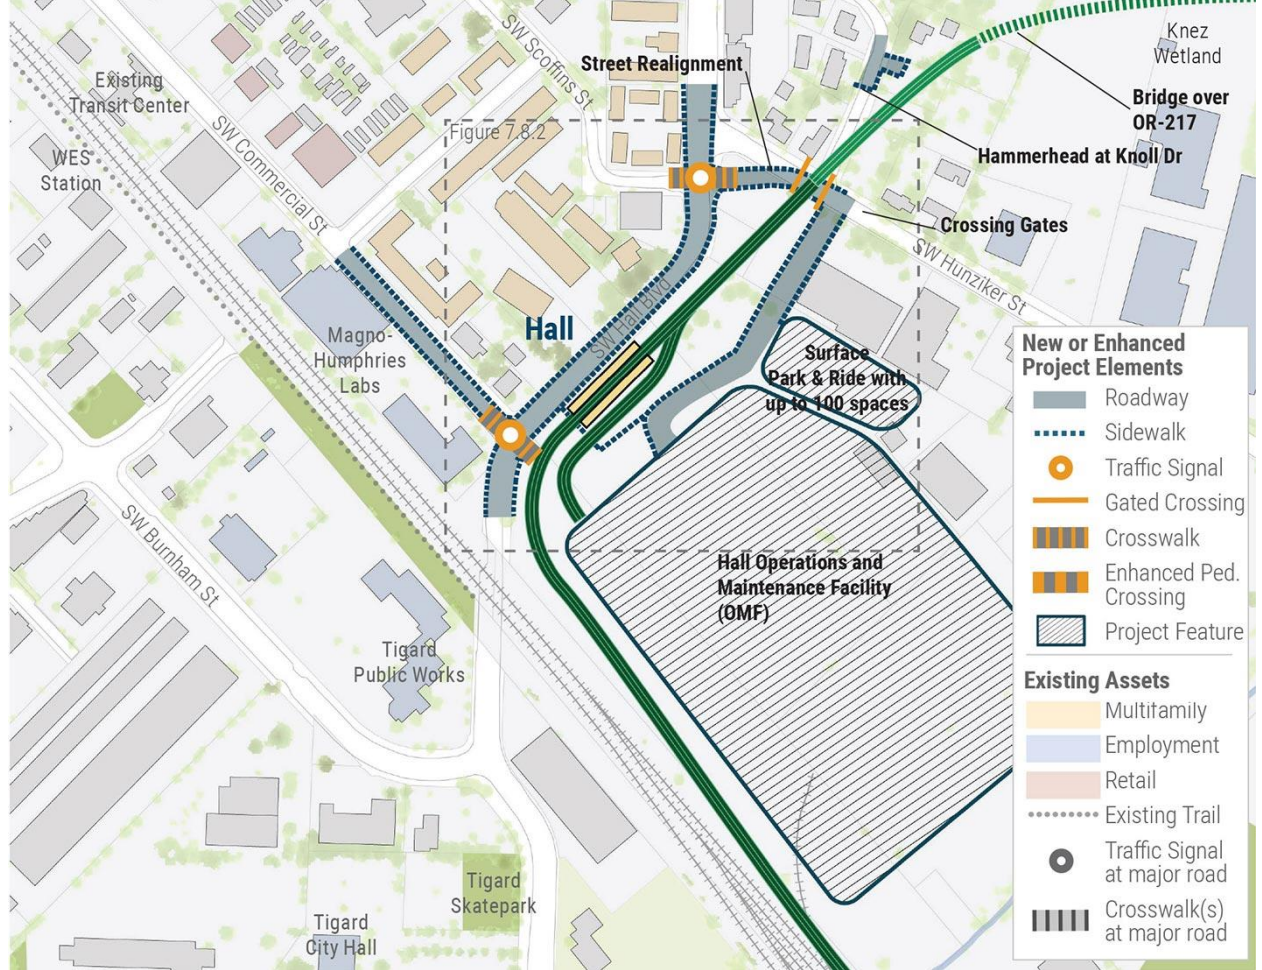 Existing
Transit Center
WES
Station
SW Commercial St
SW Scoffins St
Street Realignment
Knez
Wetland
Bridge over
OR-217
Figure 7.8.2
Hammerhead at Knoll Dr
Crossing Gates
SW Hunziker St
Hall
SW Hall Blvd
Magno-
Humphries
Labs
Surface
Park & Ride with
up to 100 spaces
SW Burnham St
Hall Operations and
Maintenance Facility
(OMF)
Tigard
Public Works
Tigard
Skatepark
Tigard
City Hall
New or Enhanced
Project Elements
Roadway
Sidewalk
Traffic Signal
Gated Crossing
Crosswalk
Enhanced Ped.
Crossing
Project Feature
Existing Assets
Multifamily
Employment
Retail
Existing Trail
Traffic Signal
at major road
Crosswalk(s)
at major road